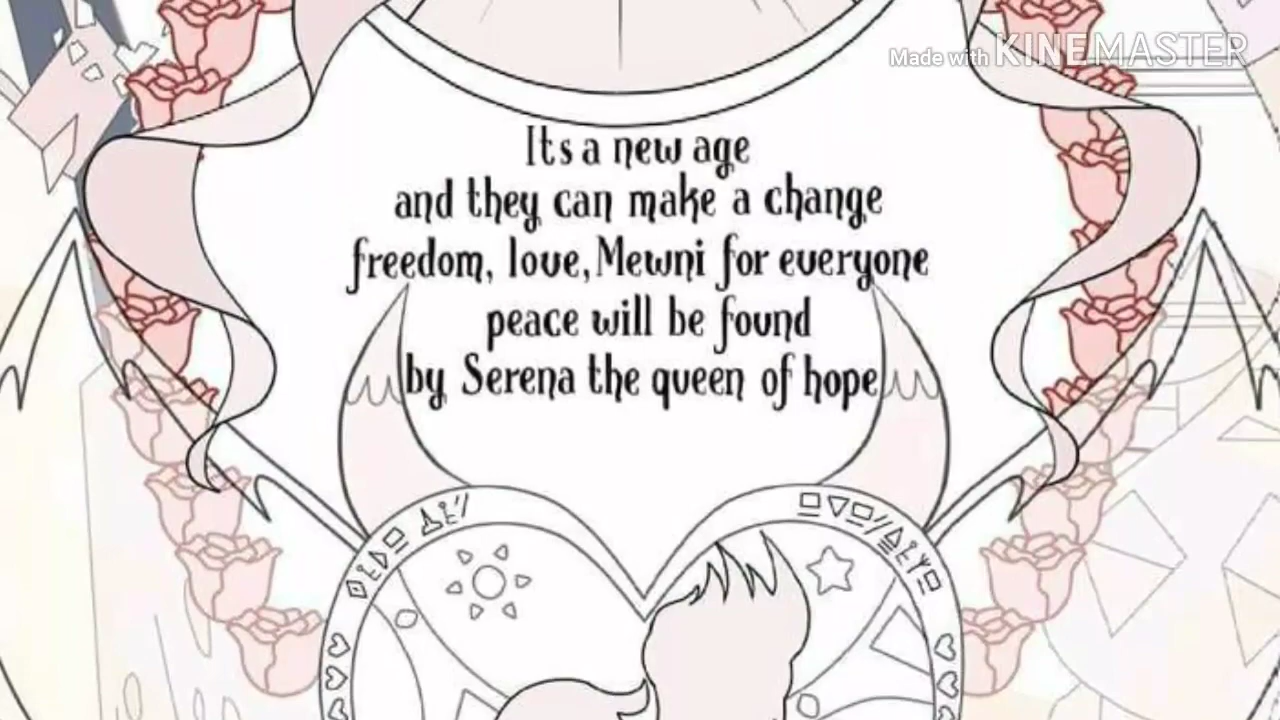 Made with KINEMASTER
Its a new age
and they can make a change
freedom, love, Mewni for everyone
peace will be found
by Serena the queen of hope